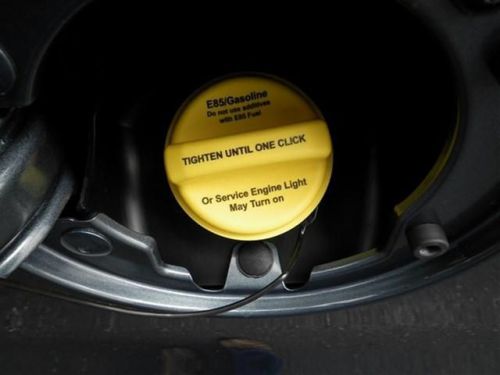 E85/Gasoline
Do not use additives
with E85 Fuel
TIGHTEN UNTIL ONE CLICK
Or Service Engine Light
May Turn on